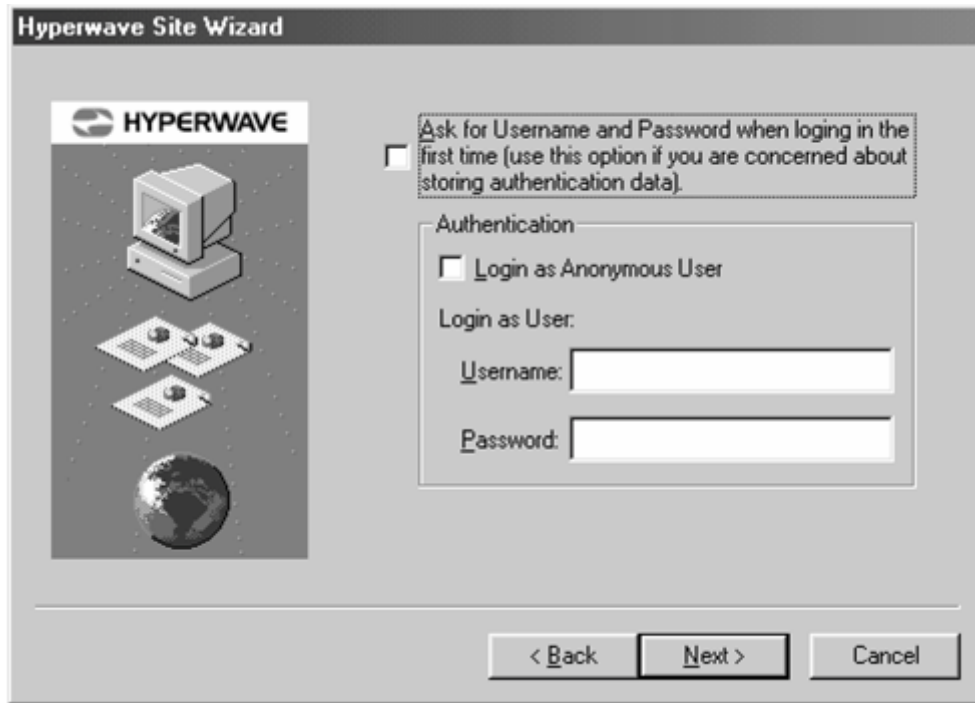 Hyperwave Site Wizard
HYPERWAVE
Ask for Username and Password when loging in the
first time (use this option if you are concerned about
storing authentication data).
Authentication
Login as Anonymous User
Login as User:
Username:
Password:
< Back
Next >
Cancel